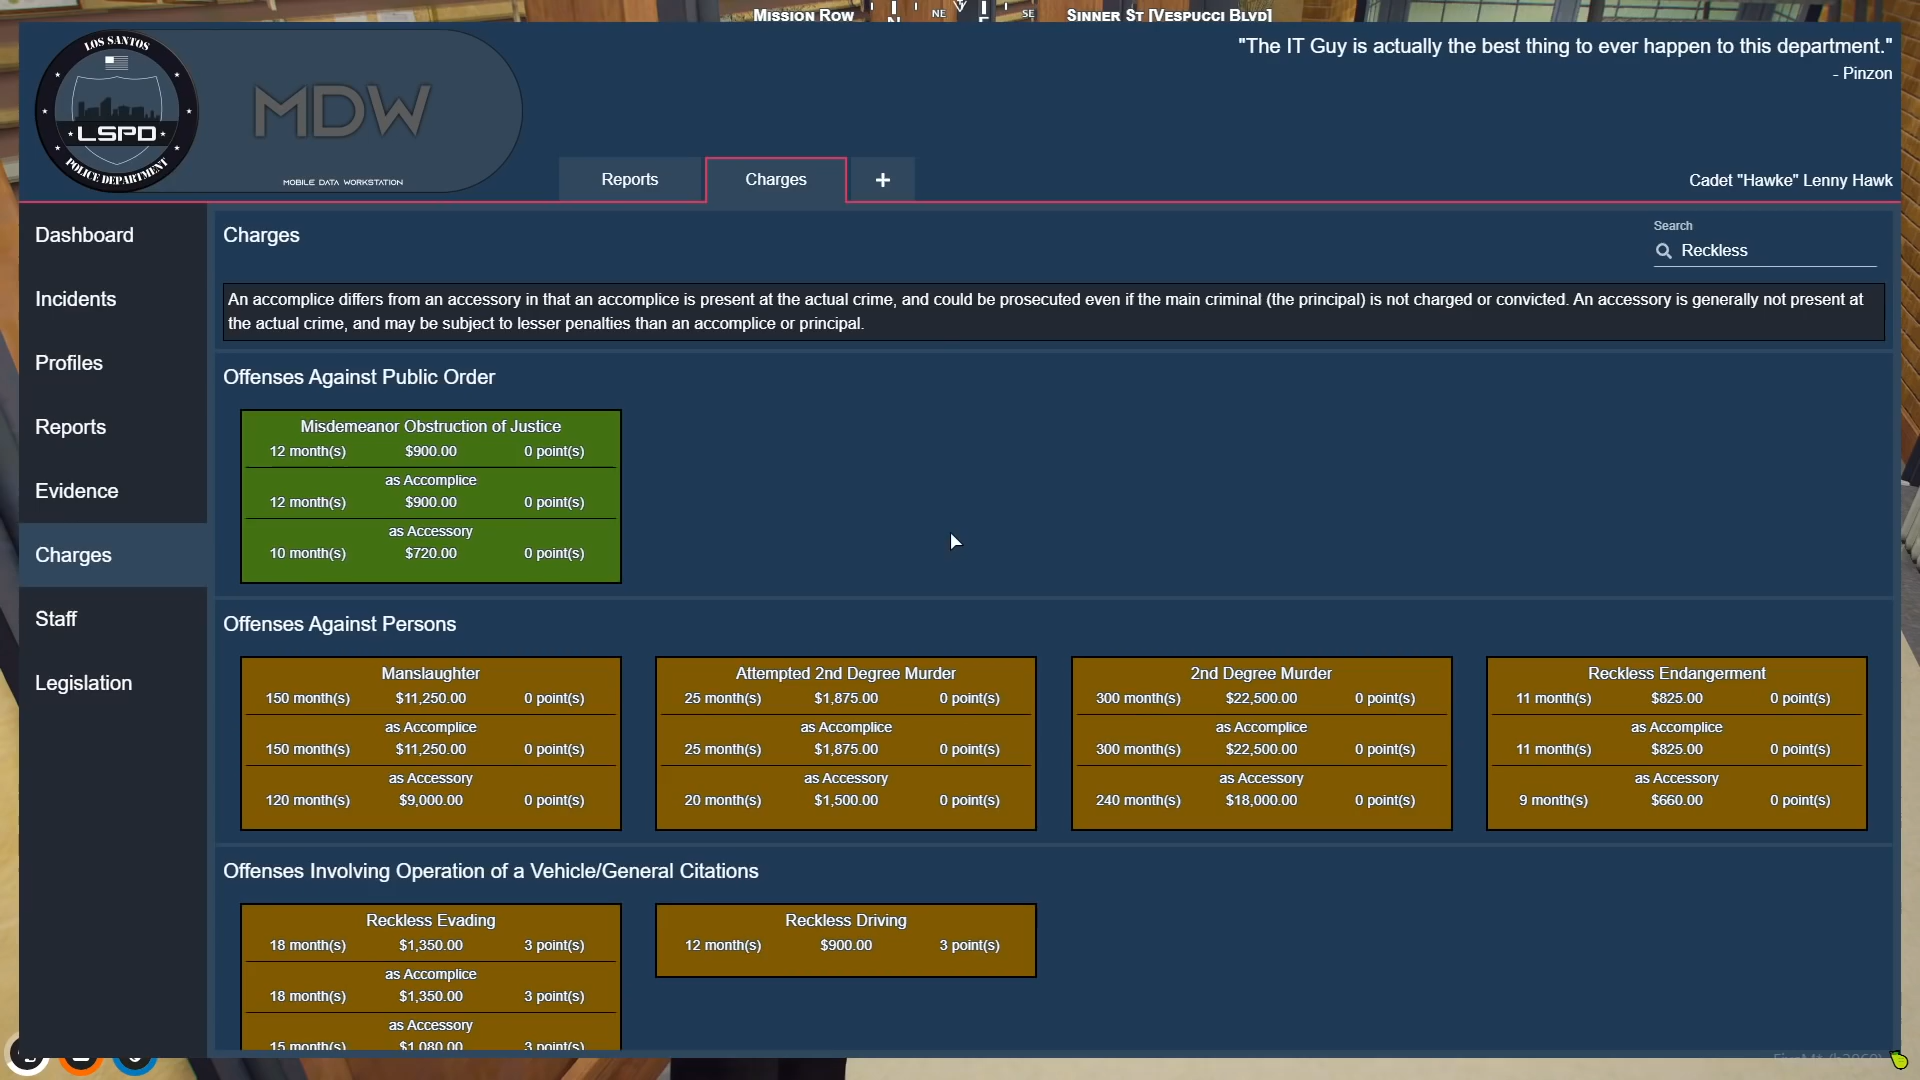 Mission Row
NE
SE
Sinner St [Vespucci Blvd]
LOS SANTOS
LSPD
POLICE DEPARTMENT
MDW
MOBILE DATA WORKSTATION
"The IT Guy is actually the best thing to ever happen to this department."
- Pinzon
Reports
Charges
+
Cadet "Hawke" Lenny Hawk
Dashboard
Incidents
Profiles
Reports
Evidence
Charges
Staff
Legislation
Charges
Search
Reckless
An accomplice differs from an accessory in that an accomplice is present at the actual crime, and could be prosecuted even if the main criminal (the principal) is not charged or convicted. An accessory is generally not present at
the actual crime, and may be subject to lesser penalties than an accomplice or principal.
Offenses Against Public Order
Misdemeanor Obstruction of Justice
12 month(s) $900.00 0 point(s)
as Accomplice
12 month(s) $900.00 0 point(s)
as Accessory
10 month(s) $720.00 0 point(s)
Offenses Against Persons
Manslaughter
150 month(s) $11,250.00 0 point(s)
as Accomplice
150 month(s) $11,250.00 0 point(s)
as Accessory
120 month(s) $9,000.00 0 point(s)
Attempted 2nd Degree Murder
25 month(s) $1,875.00 0 point(s)
as Accomplice
25 month(s) $1,875.00 0 point(s)
as Accessory
20 month(s) $1,500.00 0 point(s)
2nd Degree Murder
300 month(s) $22,500.00 0 point(s)
as Accomplice
300 month(s) $22,500.00 0 point(s)
as Accessory
240 month(s) $18,000.00 0 point(s)
Reckless Endangerment
11 month(s) $825.00 0 point(s)
as Accomplice
11 month(s) $825.00 0 point(s)
as Accessory
9 month(s) $660.00 0 point(s)
Offenses Involving Operation of a Vehicle/General Citations
Reckless Evading
18 month(s) $1,350.00 3 point(s)
as Accomplice
18 month(s) $1,350.00 3 point(s)
as Accessory
15 month(s) $1,080.00 3 point(s)
Reckless Driving
12 month(s) $900.00 3 point(s)